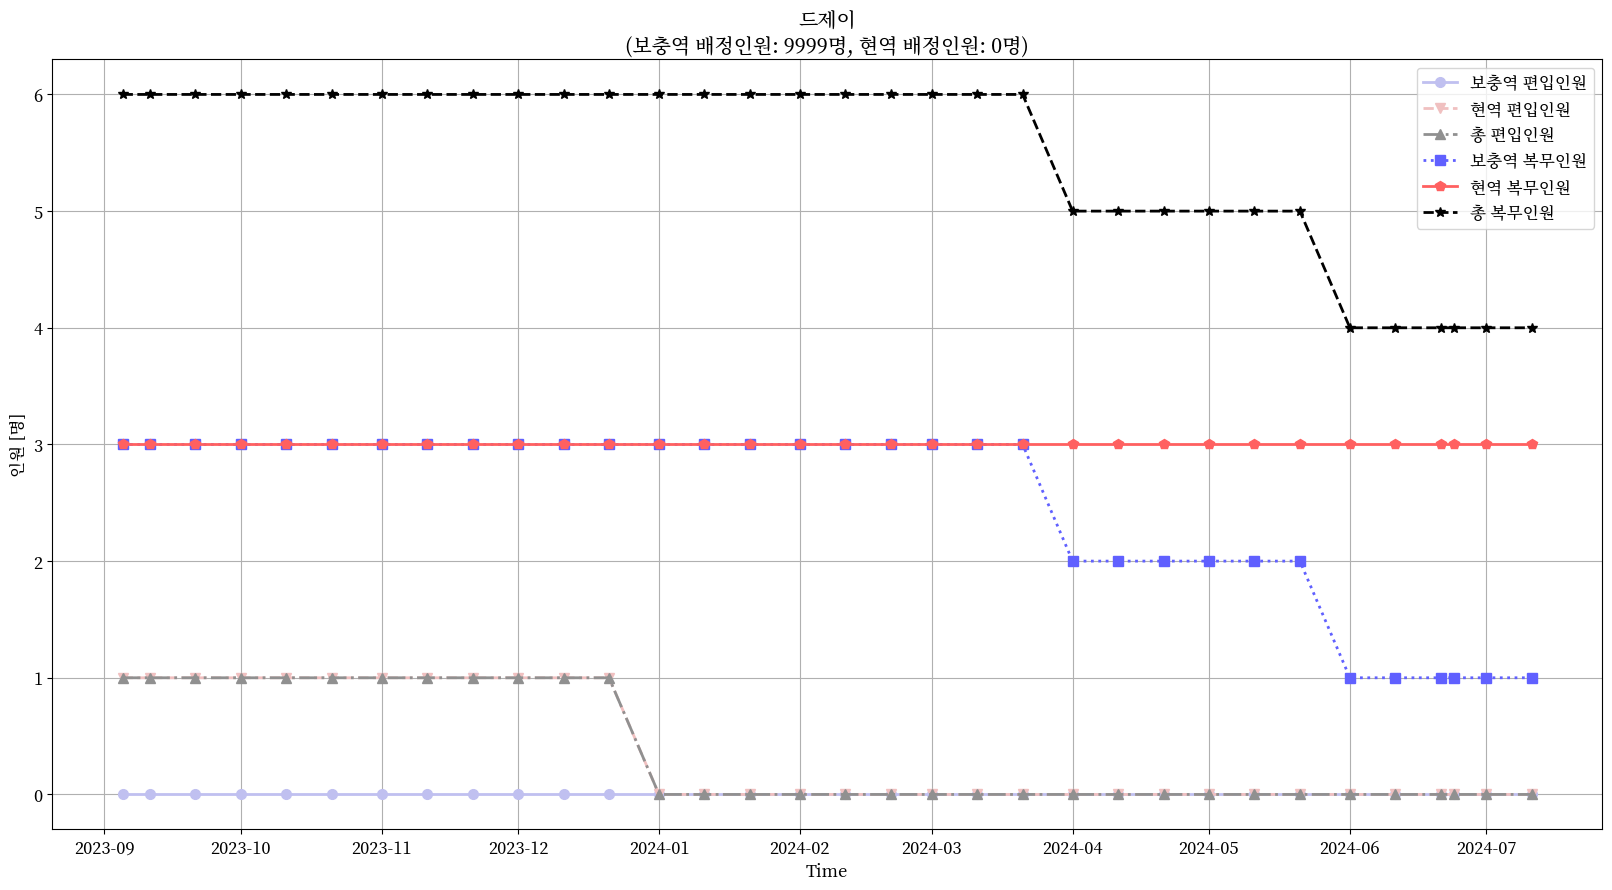 드제이
(보충역 배정인원: 9999명, 현역 배정인원: 0명)
보충역 편입인원
현역 편입인원
총 편입인원
보충역 복무인원
현역 복무인원
총 복무인원
인원 [명]
6
5
4
3
2
1
0
2023-09 2023-10 2023-11 2023-12 2024-01 2024-02 2024-03 2024-04 2024-05 2024-06 2024-07
Time